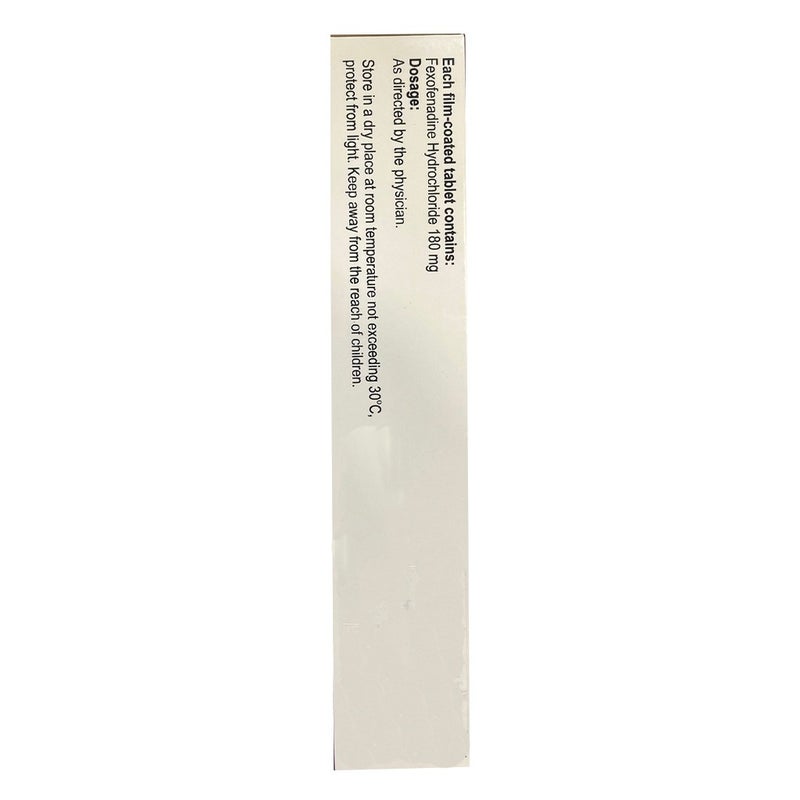 Each film-coated tablet contains:
Fexofenadine Hydrochloride 180 mg
Dosage:
As directed by the physician.
Store in a dry place at room temperature not exceeding 30°C,
protect from light. Keep away from the reach of children.